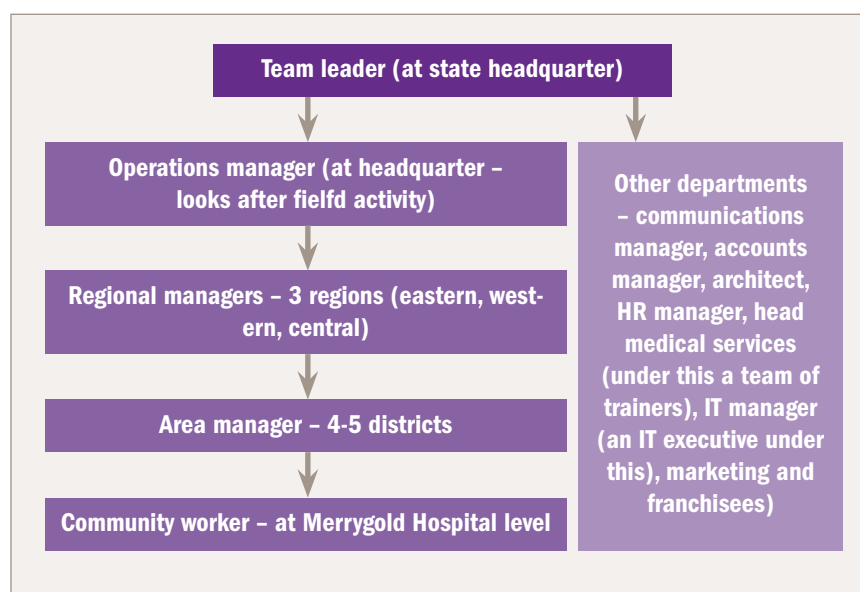 Team leader (at state headquarter)
Operations manager (at headquarter –
looks after fielfd activity)
Regional managers – 3 regions (eastern, west-
ern, central)
Area manager – 4-5 districts
Community worker – at Merrygold Hospital level
Other departments
– communications
manager, accounts
manager, architect,
HR manager, head
medical services
(under this a team of
trainers), IT manager
(an IT executive under
this), marketing and
franchisees)